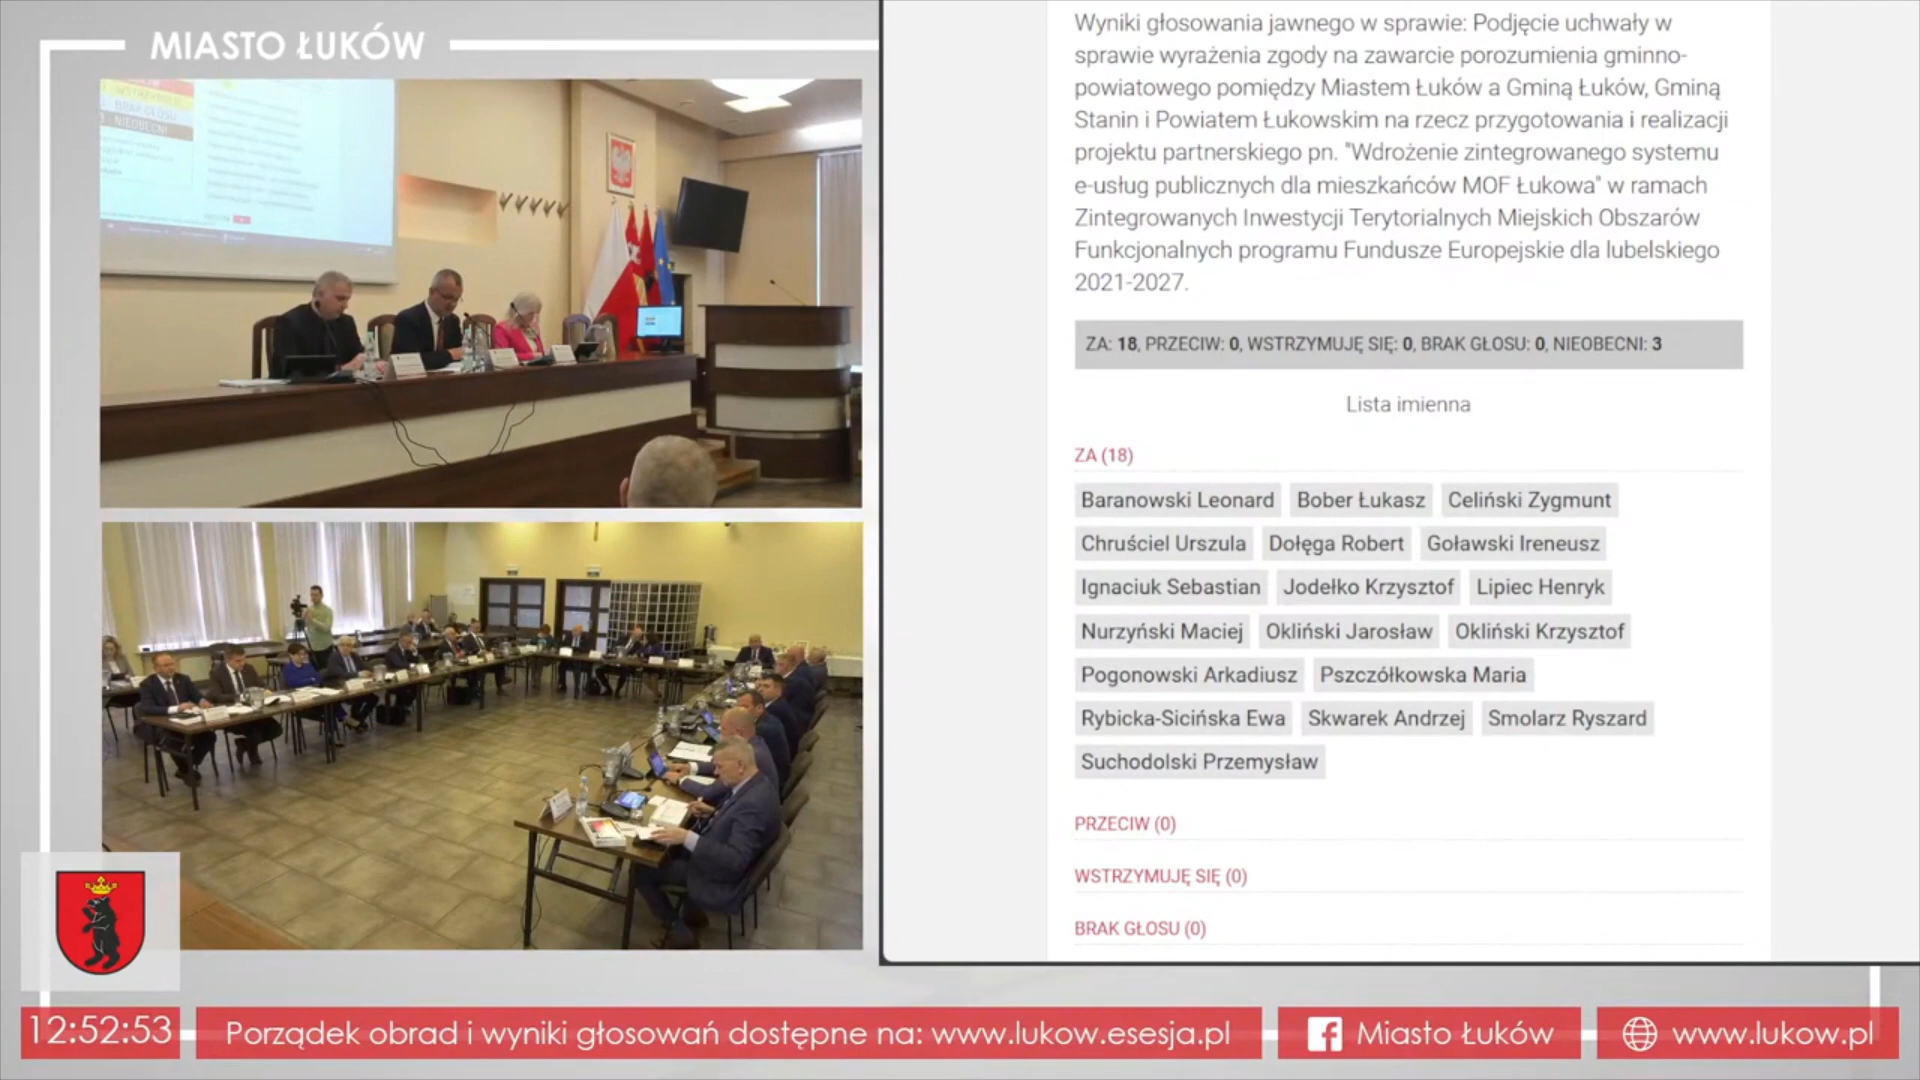 MIASTO ŁUKÓW
BRAK GŁOSU
NIEOBECNI
Wyniki głosowania jawnego w sprawie: Podjęcie uchwały w
sprawie wyrażenia zgody na zawarcie porozumienia gminno-
powiatowego pomiędzy Miastem Łuków a Gminą Łuków, Gminą
Stanin i Powiatem Łukowskim na rzecz przygotowania i realizacji
projektu partnerskiego pn. "Wdrożenie zintegrowanego systemu
e-usług publicznych dla mieszkańców MOF Łukowa" w ramach
Zintegrowanych Inwestycji Terytorialnych Miejskich Obszarów
Funkcjonalnych programu Fundusze Europejskie dla lubelskiego
2021-2027.
ZA: 18, PRZECIW: 0, WSTRZYMUJĘ SIĘ: 0, BRAK GŁOSU: 0, NIEOBECNI: 3
Lista imienna
ZA (18)
Baranowski Leonard Bober Łukasz Celiński Zygmunt
Chruściel Urszula Dołęga Robert Goławski Ireneusz
Ignaciuk Sebastian Jodełko Krzysztof Lipiec Henryk
Nurzyński Maciej Okliński Jarosław Okliński Krzysztof
Pogonowski Arkadiusz Pszczółkowska Maria
Rybicka-Sicińska Ewa Skwarek Andrzej Smolarz Ryszard
Suchodolski Przemysław
PRZECIW (0)
WSTRZYMUJĘ SIĘ (0)
BRAK GŁOSU (0)
12:52:53
Porządek obrad i wyniki głosowań dostępne na: www.lukow.esesja.pl
Miasto Łuków
www.lukow.pl